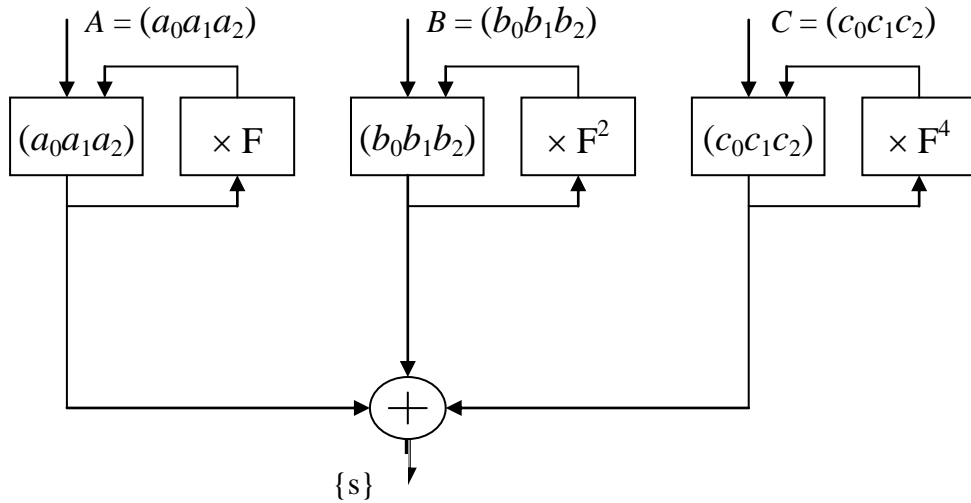 A = (a₀a₁a₂) B = (b₀b₁b₂) C = (c₀c₁c₂)
(a₀a₁a₂) × F (b₀b₁b₂) × F² (c₀c₁c₂) × F⁴
+
{s}